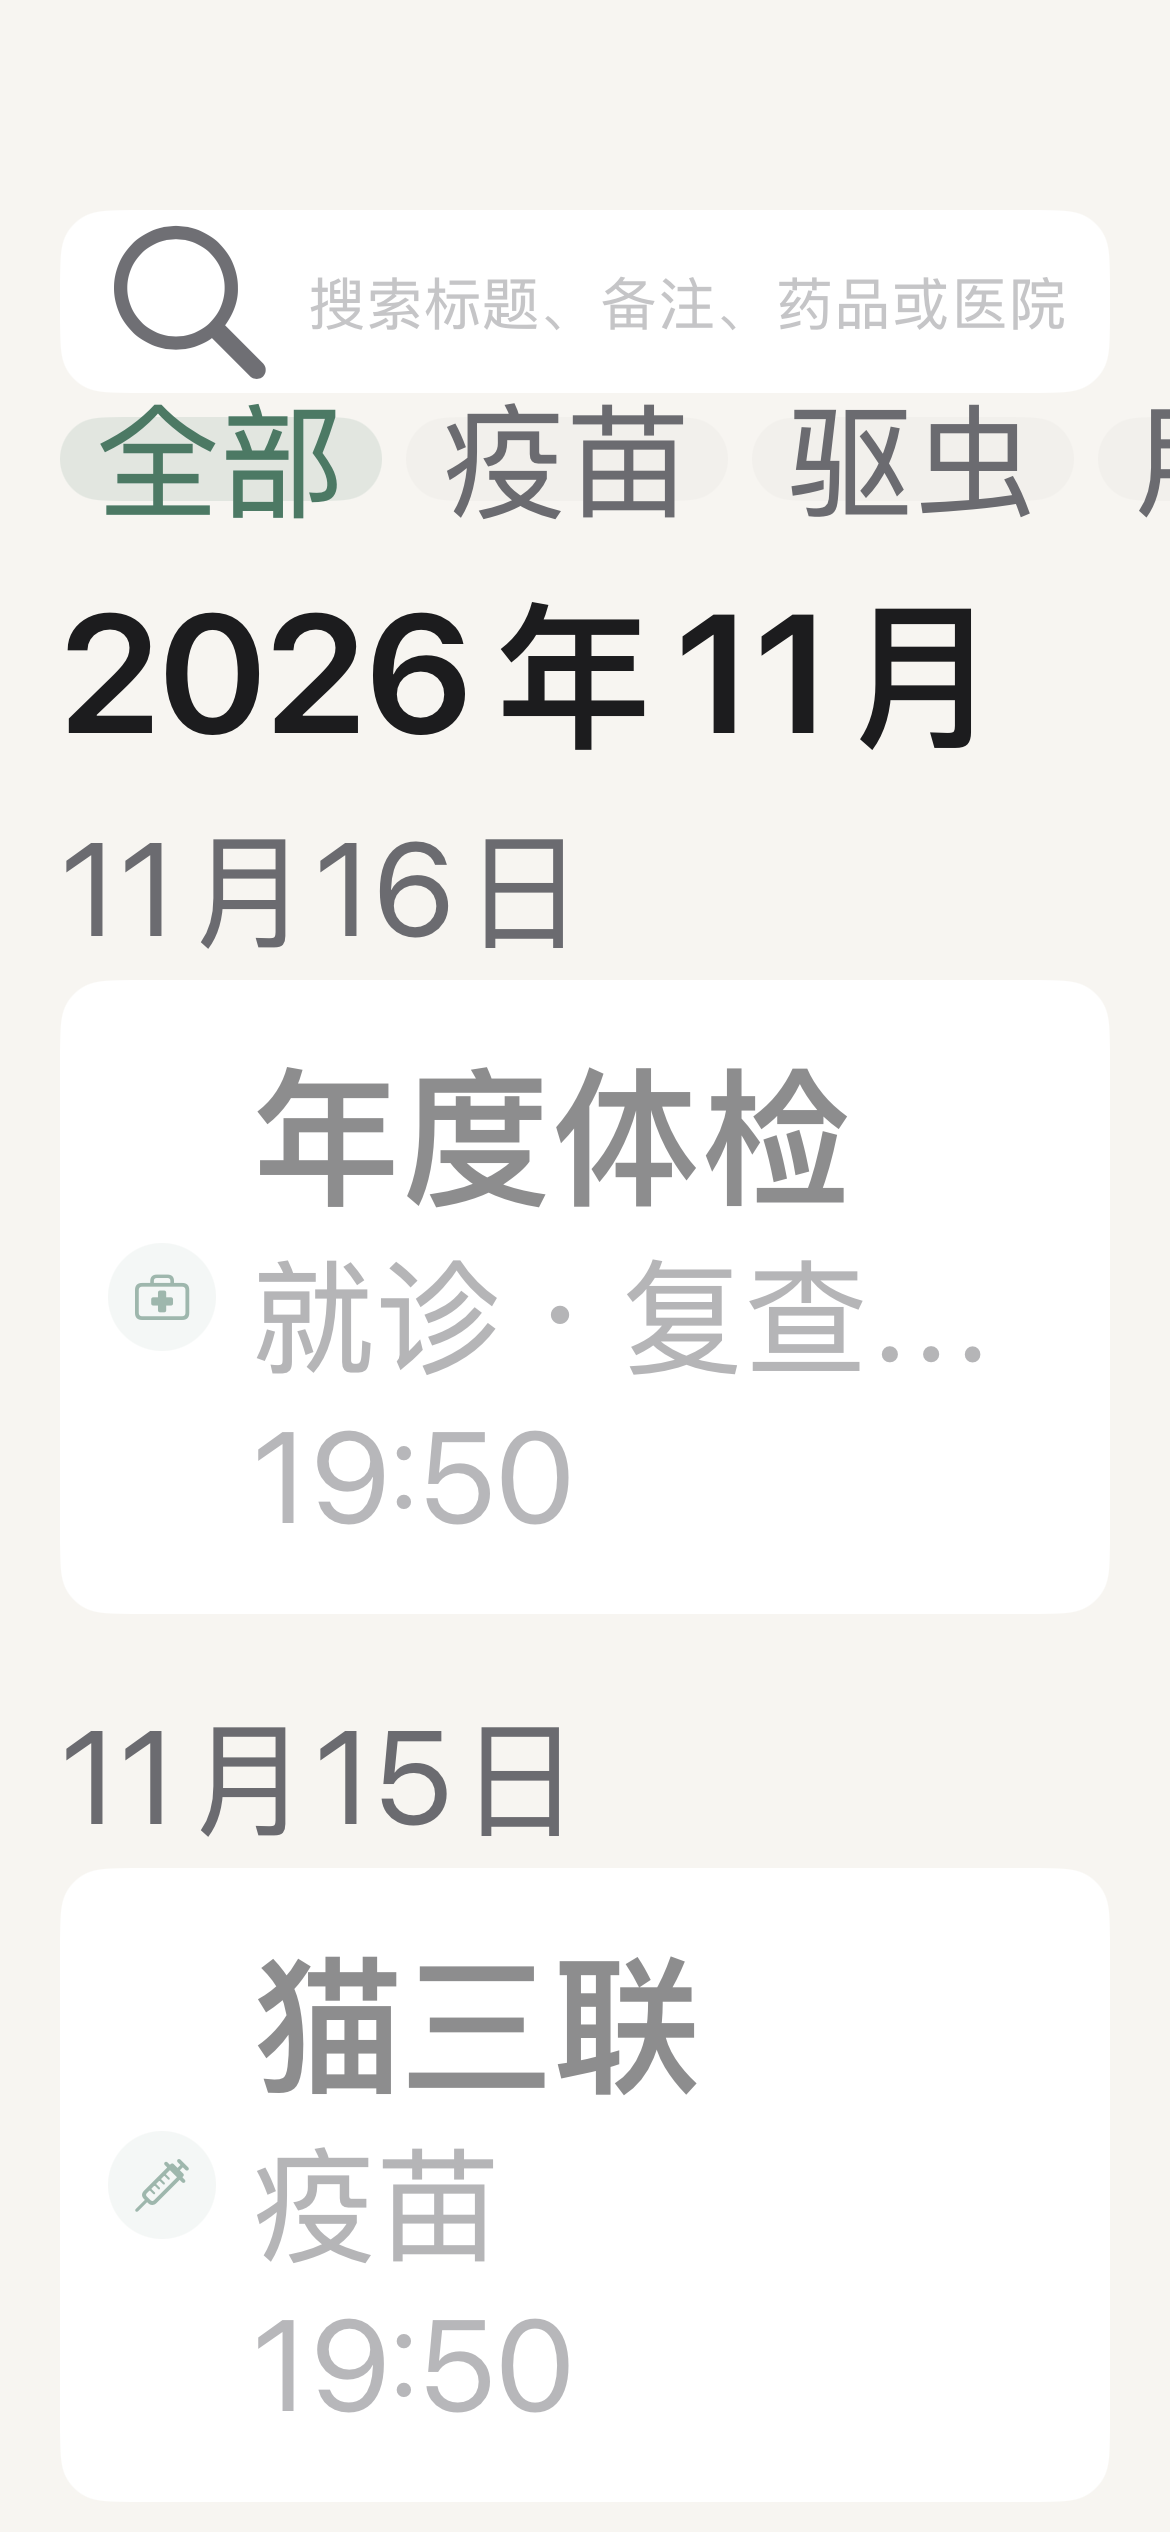 搜索标题、备注、药品或医院
全部 疫苗 驱虫
2026年11月
11月16日
年度体检
就诊 · 复查...
19:50
11月15日
猫三联
疫苗
19:50